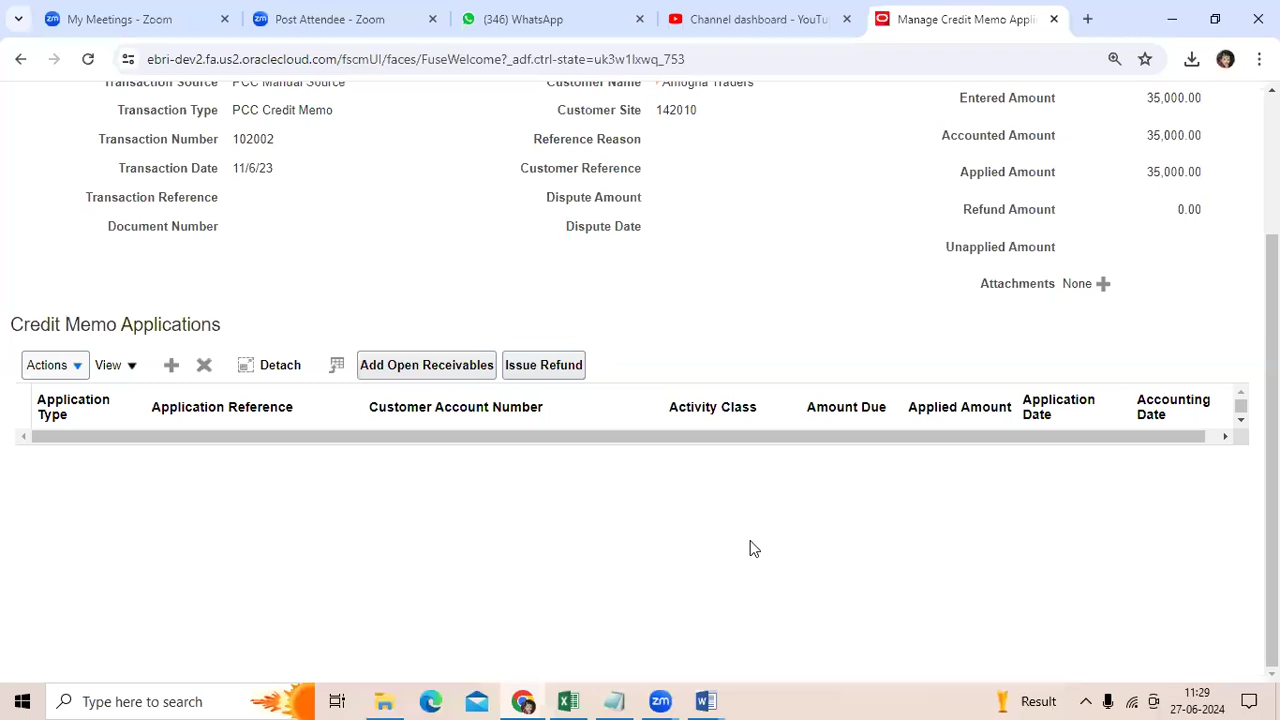 My Meetings - Zoom
Post Attendee - Zoom
(346) WhatsApp
Channel dashboard - YouTu
Manage Credit Memo Appli
ebri-dev2.fa.us2.oraclecloud.com/fscmUI/faces/FuseWelcome?_adf.ctrl-state=uk3w1lxwq_753
Transaction Source PCC Manual Source
Customer Name Amogha Traders
Entered Amount 35,000.00
Transaction Type PCC Credit Memo
Customer Site 142010
Accounted Amount 35,000.00
Transaction Number 102002
Reference Reason
Transaction Date 11/6/23
Customer Reference
Applied Amount 35,000.00
Transaction Reference
Dispute Amount
Refund Amount 0.00
Document Number
Dispute Date
Unapplied Amount
Attachments None
Credit Memo Applications
Actions View Detach Add Open Receivables Issue Refund
Application Type
Application Reference
Customer Account Number
Activity Class
Amount Due
Applied Amount
Application Date
Accounting Date
Type here to search
Result
11:29
27-06-2024